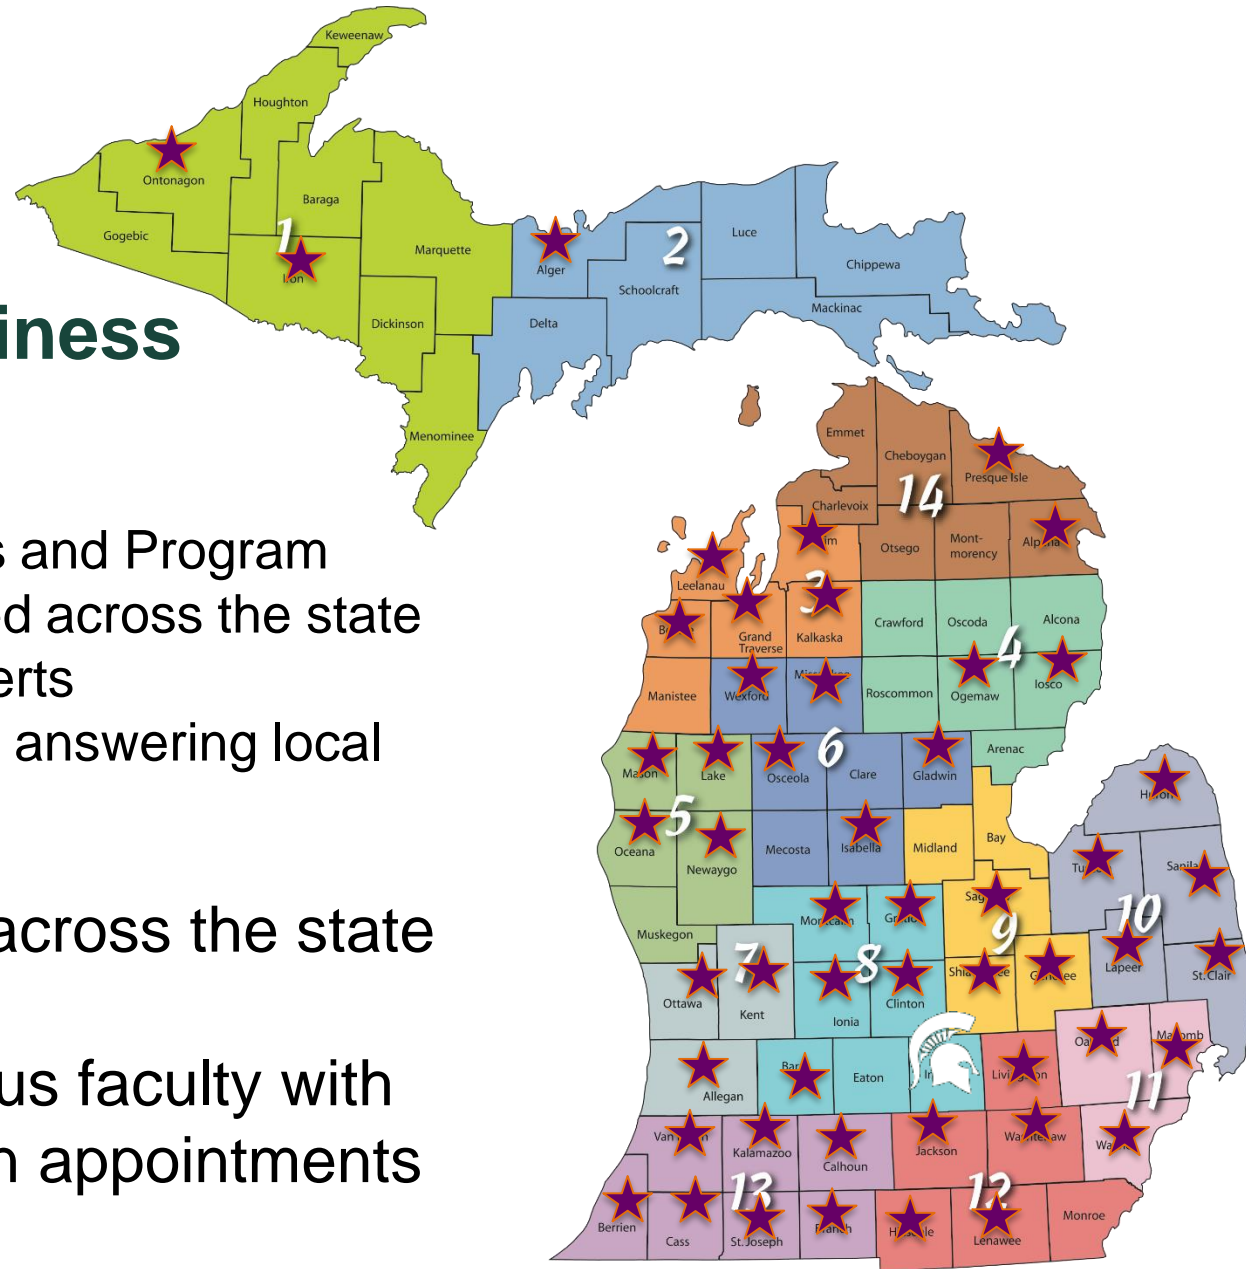 iness
s and Program
ed across the state
erts
answering local
across the state
us faculty with
n appointments
Keweenaw
Houghton
Ontonagon
Baraga
Gogebic
1
Marquette
Dickinson
Menominee
2
Luce
Alger
Chippewa
Schoolcraft
Mackinac
Delta
Emmet
Cheboygan
Presque Isle
14
Charlevoix
Otsego
Mont-
morency
Leelanau
3
Grand
Traverse
Kalkaska
Crawford
Oscoda
Alcona
4
Manistee
Wexford
Roscommon
Ogemaw
Iosco
6
Arenac
Lake
Osceola
Clare
Gladwin
5
Oceana
Newaygo
Mecosta
Isabella
Midland
Bay
Muskegon
10
9
7
8
Ottawa
Kent
Ionia
Clinton
Lapeer
St. Clair
Allegan
Eaton
11
Kalamazoo
Calhoun
Jackson
13
12
Berrien
Cass
St. Joseph
Lenawee
Monroe